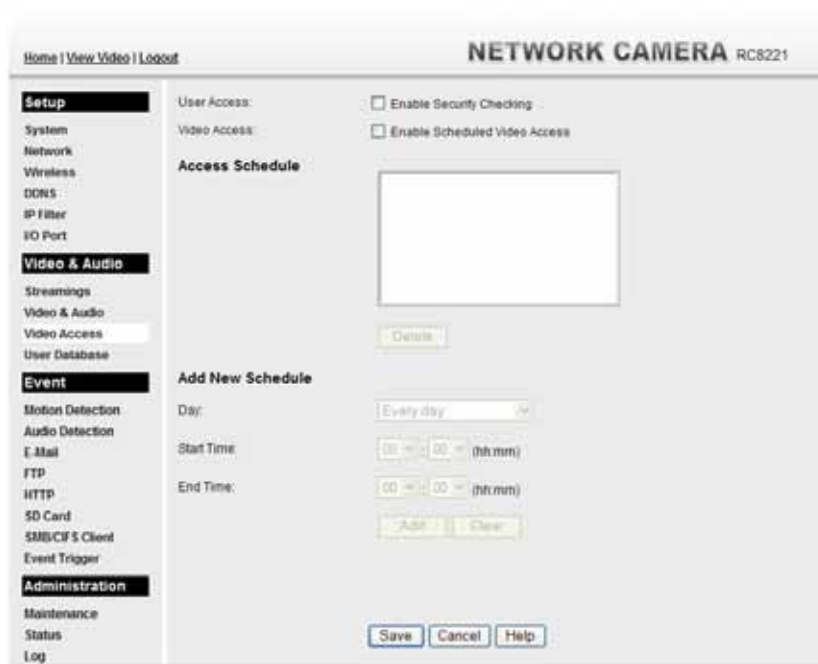 Home | View Video | Logout
NETWORK CAMERA RC8221
Setup
System
Network
Wireless
DDNS
IP Filter
I/O Port
Video & Audio
Streamings
Video & Audio
Video Access
User Database
Event
Motion Detection
Audio Detection
E-Mail
FTP
HTTP
SD Card
SMB/CIFS Client
Event Trigger
Administration
Maintenance
Status
Log
User Access: Enable Security Checking
Video Access: Enable Scheduled Video Access
Access Schedule
Delete
Add New Schedule
Day: Every day
Start Time: 00 : 00 (hh:mm)
End Time: 00 : 00 (hh:mm)
Add Clear
Save Cancel Help